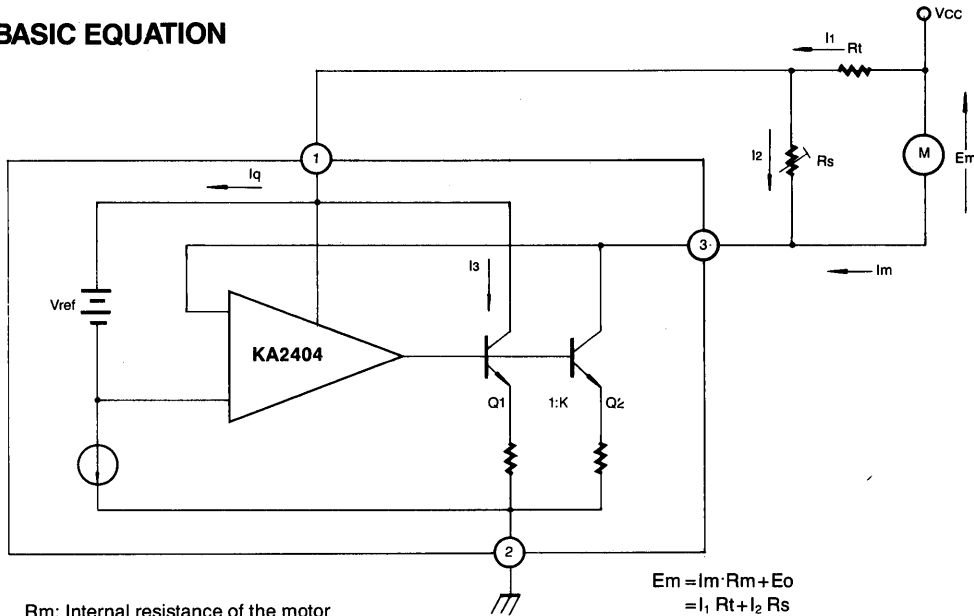 BASIC EQUATION
VCC
I1
Rt
1
I2
Rs
M
Em
Iq
3
I3
Im
Vref
KA2404
Q1
1:K
Q2
2
Em=Im·Rm+Eo
Rm: Internal resistance of the motor
=I1 Rt+I2 Rs